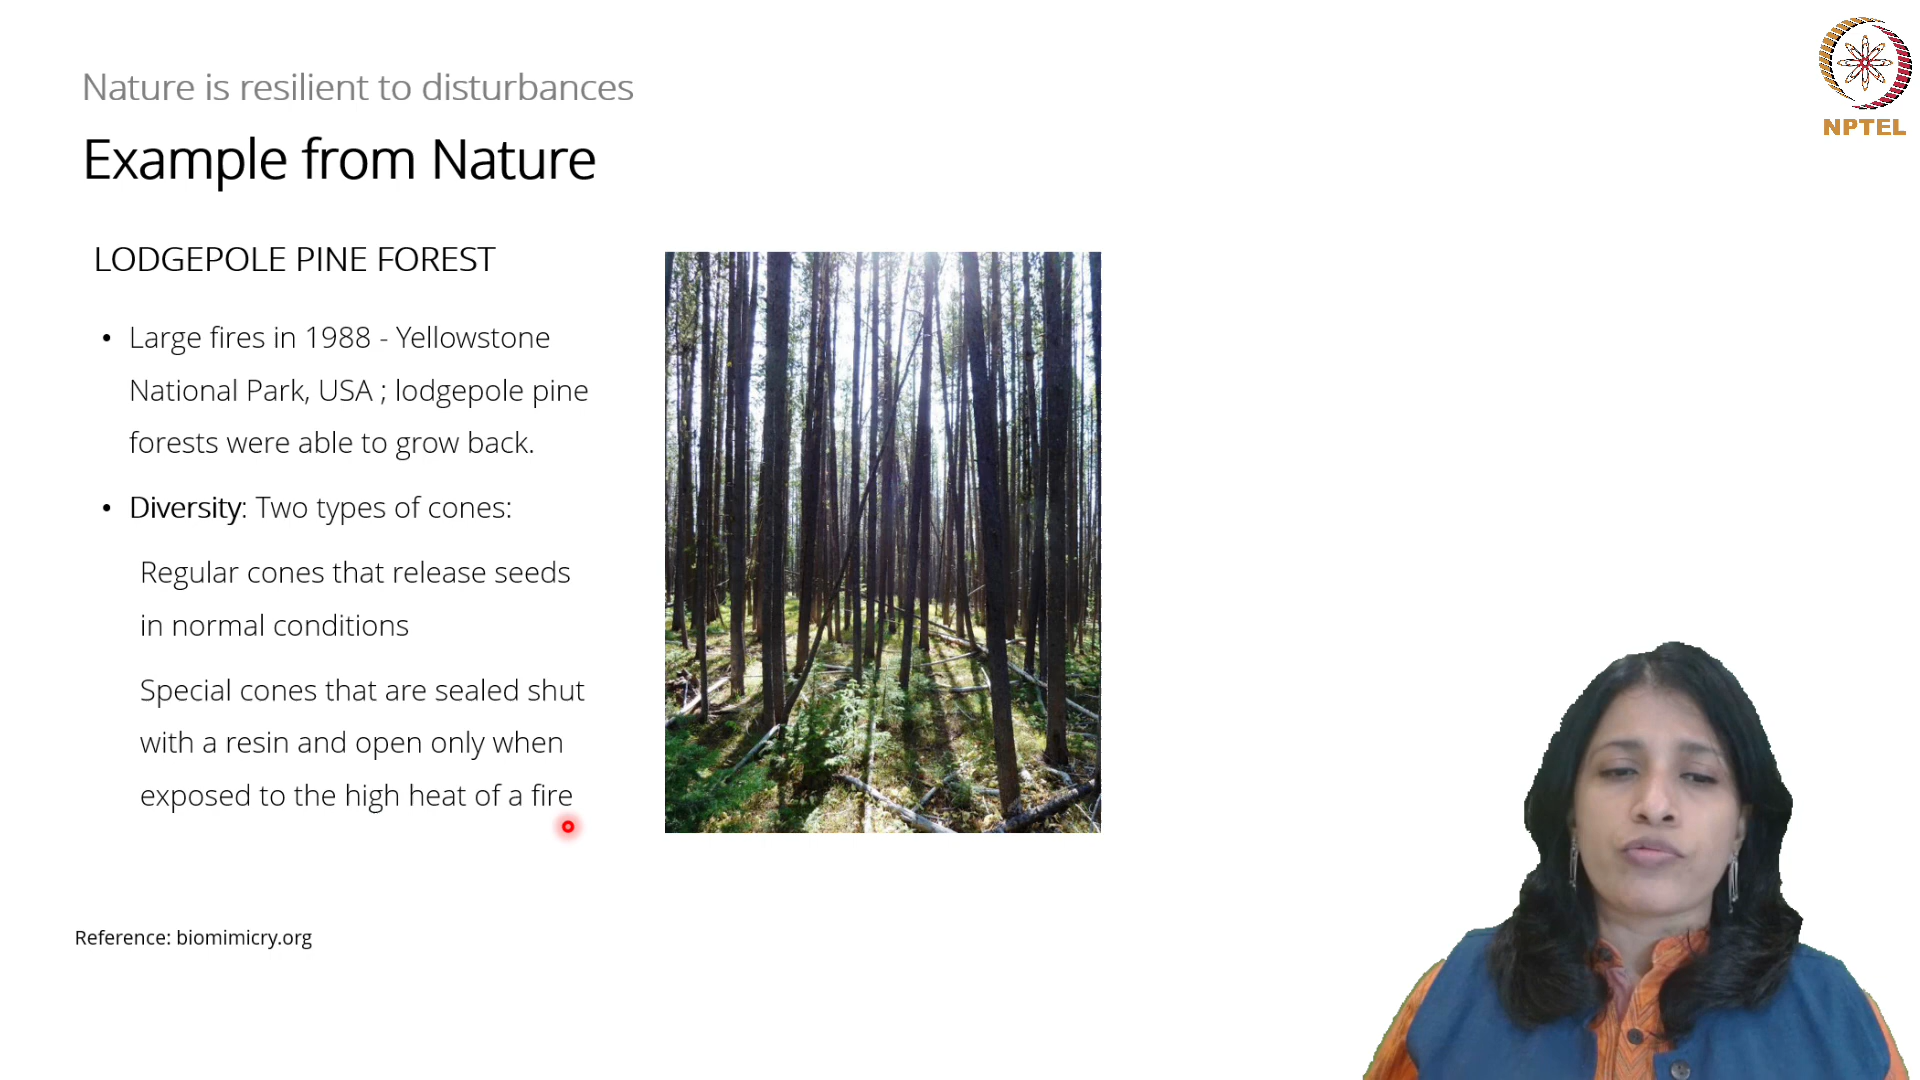 Nature is resilient to disturbances
Example from Nature
LODGEPOLE PINE FOREST
• Large fires in 1988 - Yellowstone
National Park, USA ; lodgepole pine
forests were able to grow back.
• Diversity: Two types of cones:
Regular cones that release seeds
in normal conditions
Special cones that are sealed shut
with a resin and open only when
exposed to the high heat of a fire
Reference: biomimicry.org
NPTEL